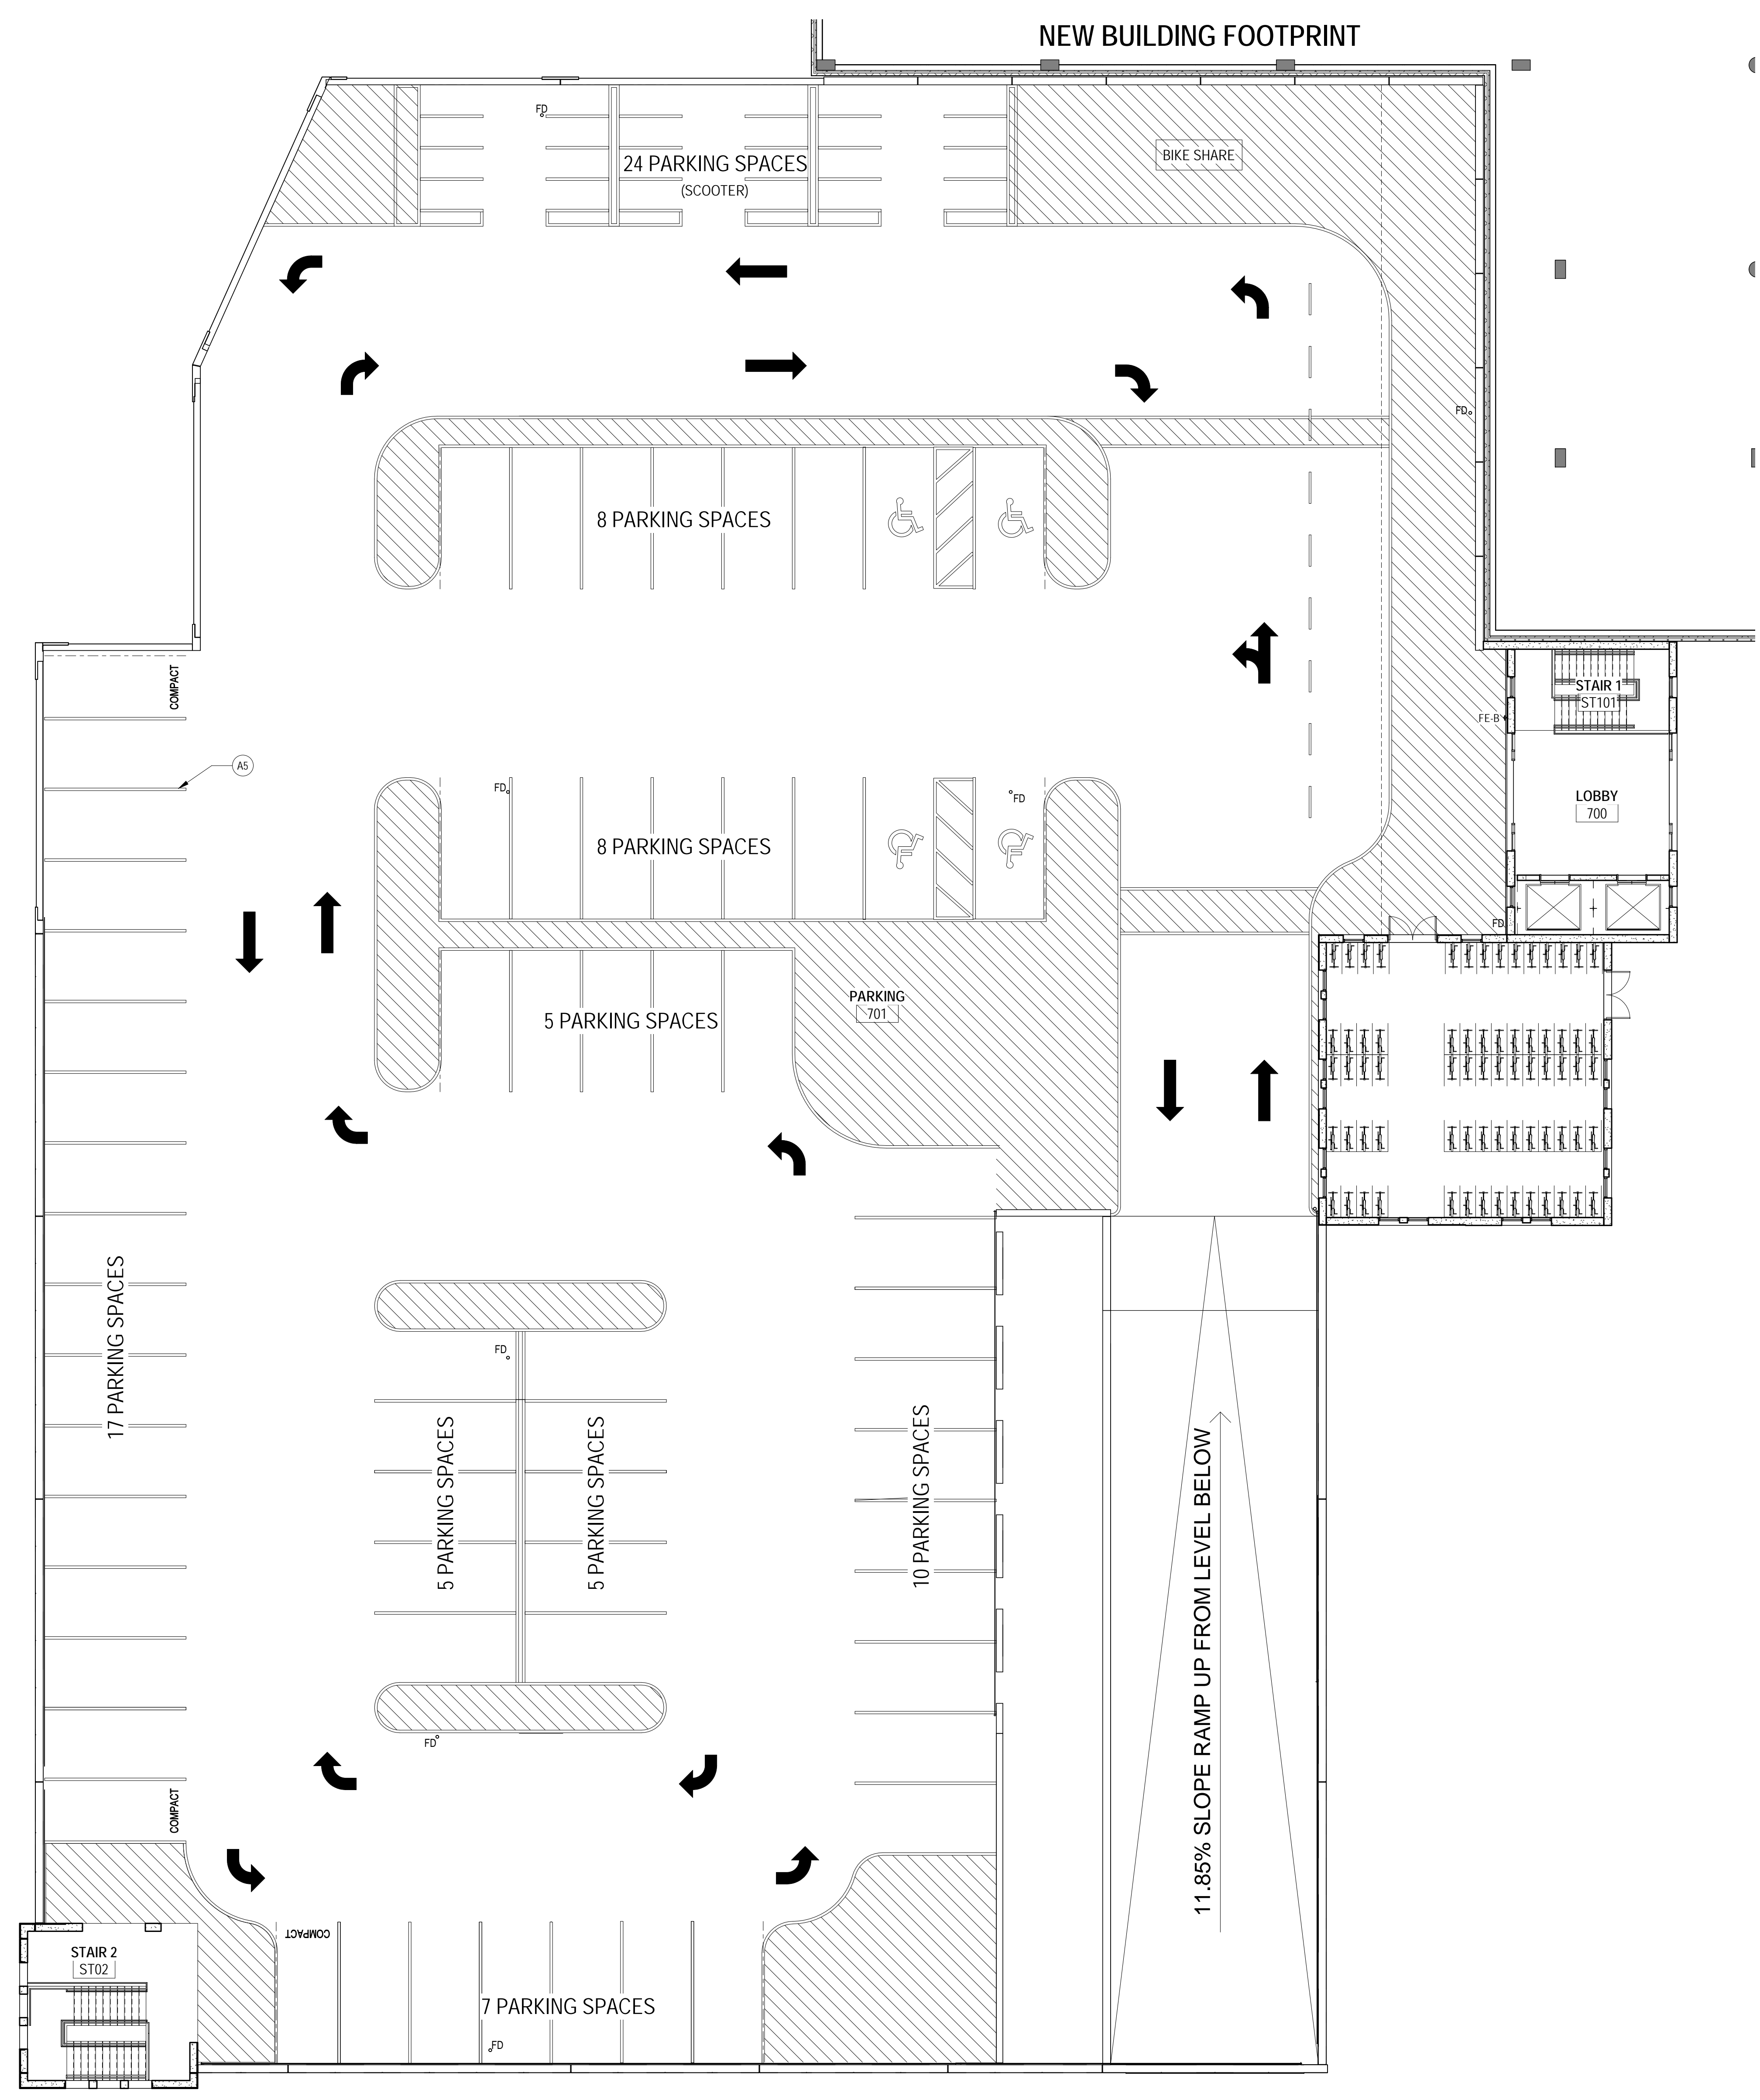 NEW BUILDING FOOTPRINT
FD
24 PARKING SPACES
(SCOOTER)
BIKE SHARE
FD
8 PARKING SPACES
COMPACT
STAIR 1
ST101
FE-B
A5
LOBBY
700
FD
FD
8 PARKING SPACES
FD
PARKING
701
5 PARKING SPACES
17 PARKING SPACES
FD
5 PARKING SPACES
5 PARKING SPACES
10 PARKING SPACES
11.85% SLOPE RAMP UP FROM LEVEL BELOW
FD
COMPACT
COMPACT
STAIR 2
ST02
7 PARKING SPACES
FD